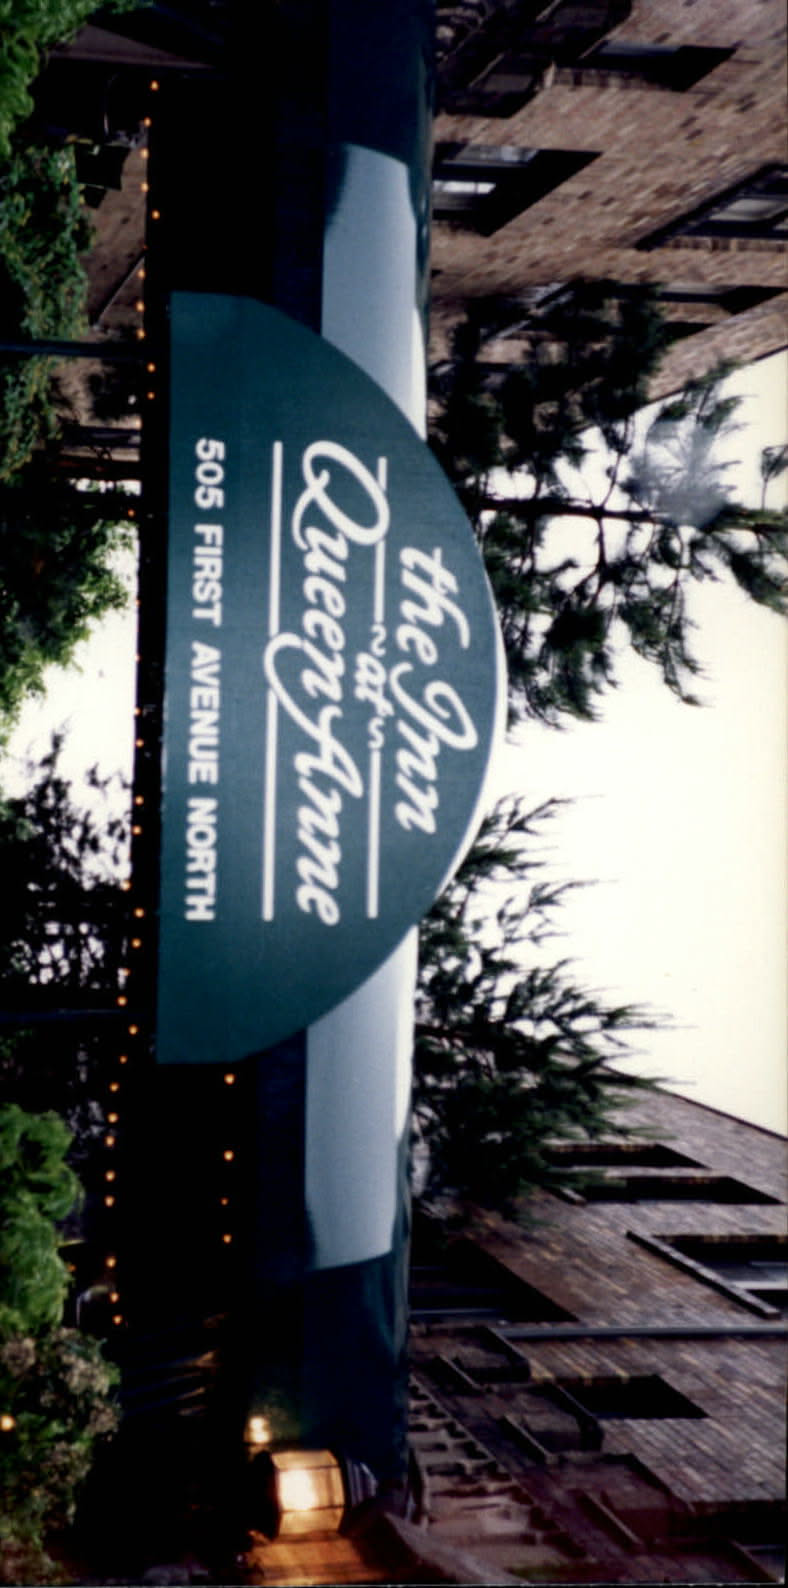 the Inn
at
Queen Anne
505 FIRST AVENUE NORTH